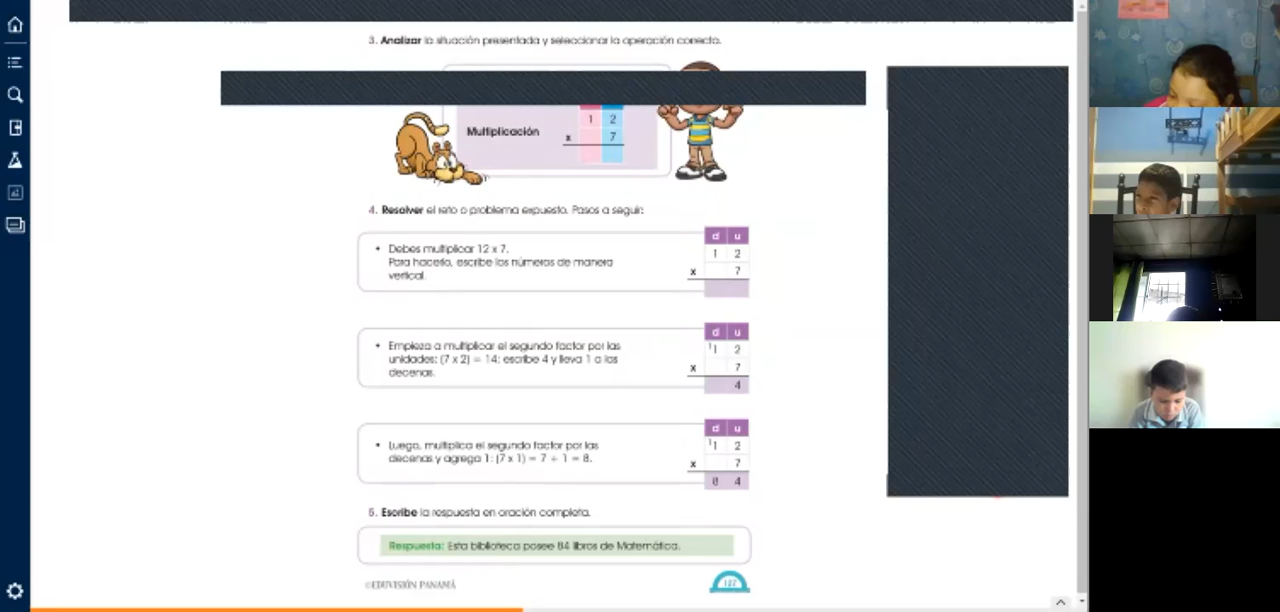 3. Analizar la situación presentada y seleccionar la operación correcta.
Multiplicación
1 2
x 7
4. Resolver el reto o problema expuesto. Pasos a seguir:
• Debes multiplicar 12 x 7.
Para hacerlo, escribe los números de manera
vertical.
d u
1 2
x 7
• Empieza a multiplicar el segundo factor por las
unidades: (7 x 2) = 14: escribe 4 y lleva 1 a las
decenas.
d u
1 1 2
x 7
4
• Luego, multiplica el segundo factor por las
decenas y agrega 1: (7 x 1) = 7 + 1 = 8.
d u
1 1 2
x 7
8 4
5. Escribe la respuesta en oración completa.
Respuesta: Esta biblioteca posee 84 libros de Matemática.
©EDUVISIÓN PANAMÁ